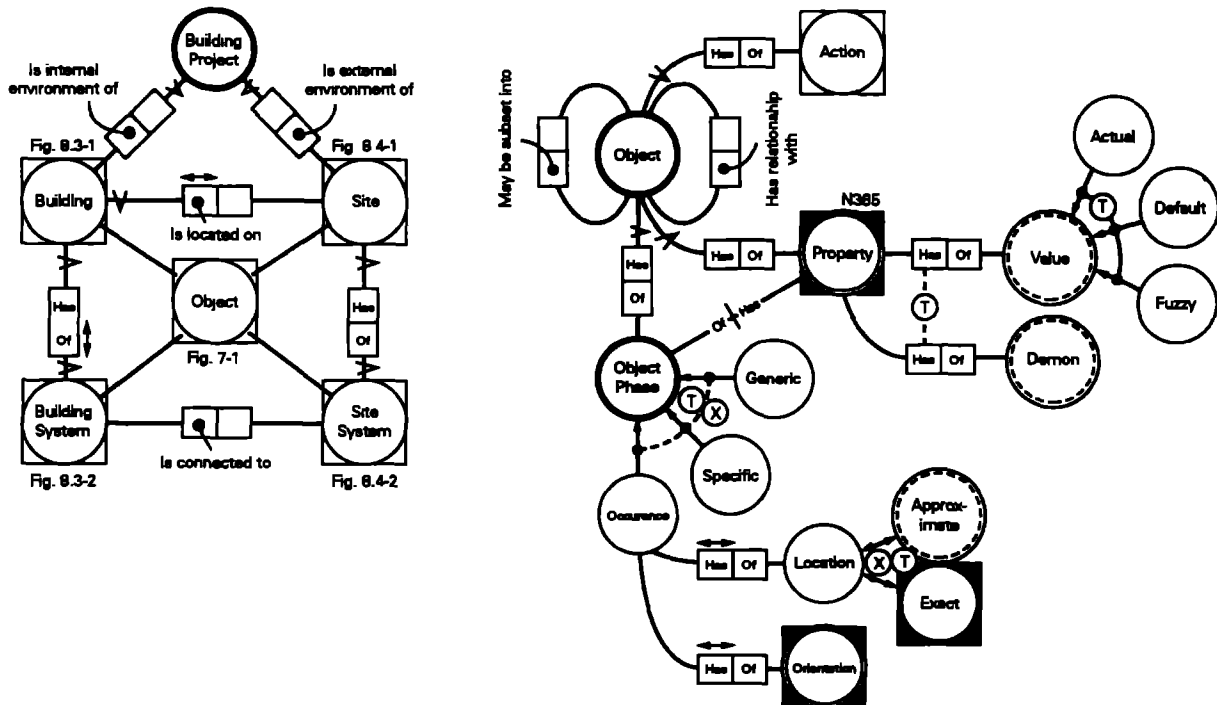 Building
Project
Is internal
environment of
Is external
environment of
Fig. 8.3-1
Fig 8 4-1
Building
Site
Is located on
Has
Of
Object
Has
Of
Fig. 7-1
Building
System
Site
System
Is connected to
Fig. 8.3-2
Fig. 8.4-2
Has Of
Action
May be subset into
Object
Has relationship
with
N365
Has
Of
Has Of
Property
Has Of
Value
Actual
T
Default
Fuzzy
Of Has
T
Has Of
Demon
Object
Phase
Generic
T
X
Specific
Occurance
Has Of
Location
X
T
Approx-
imate
Exact
Has Of
Orientation